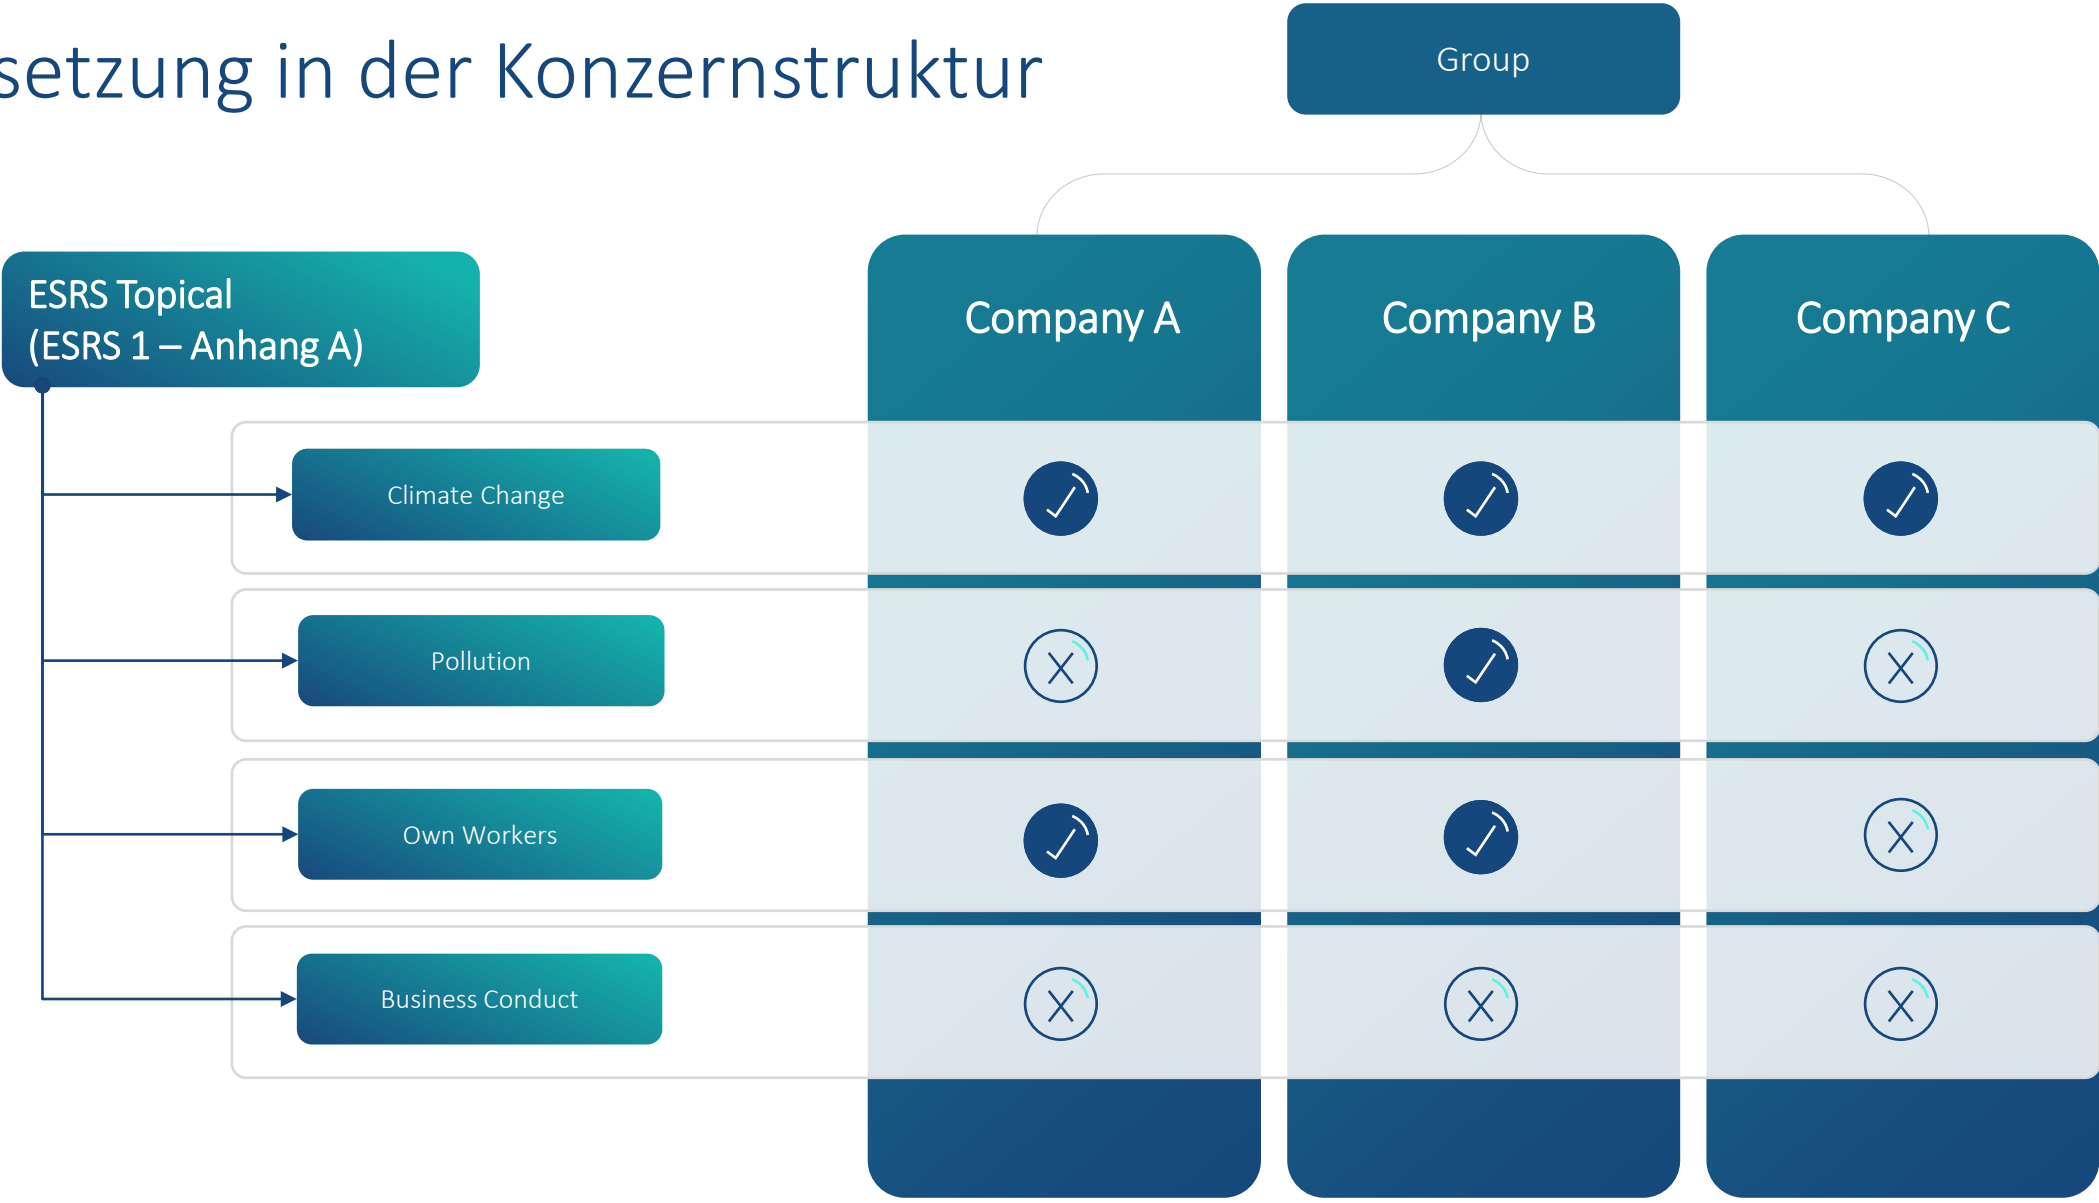 setzung in der Konzernstruktur
Group
ESRS Topical
(ESRS 1 – Anhang A)
Company A
Company B
Company C
Climate Change
Pollution
Own Workers
Business Conduct